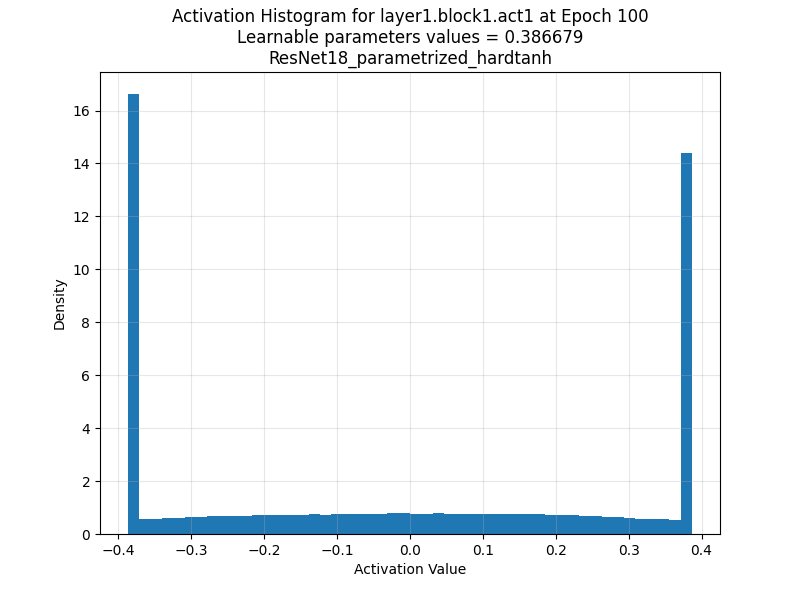 Activation Histogram for layer1.block1.act1 at Epoch 100
Learnable parameters values = 0.386679
ResNet18_parametrized_hardtanh
16
14
12
10
8
6
4
2
0
Density
−0.4 −0.3 −0.2 −0.1 0.0 0.1 0.2 0.3 0.4
Activation Value